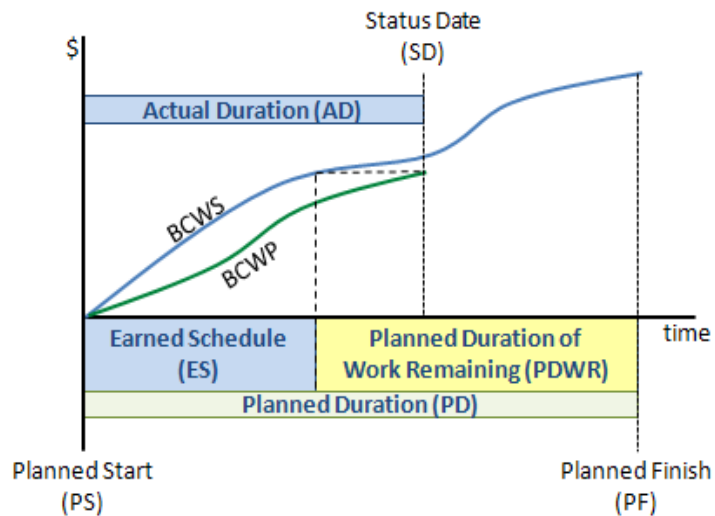 Status Date
(SD)
$
Actual Duration (AD)
BCWS
BCWP
time
Earned Schedule
(ES)
Planned Duration of
Work Remaining (PDWR)
Planned Duration (PD)
Planned Start
(PS)
Planned Finish
(PF)